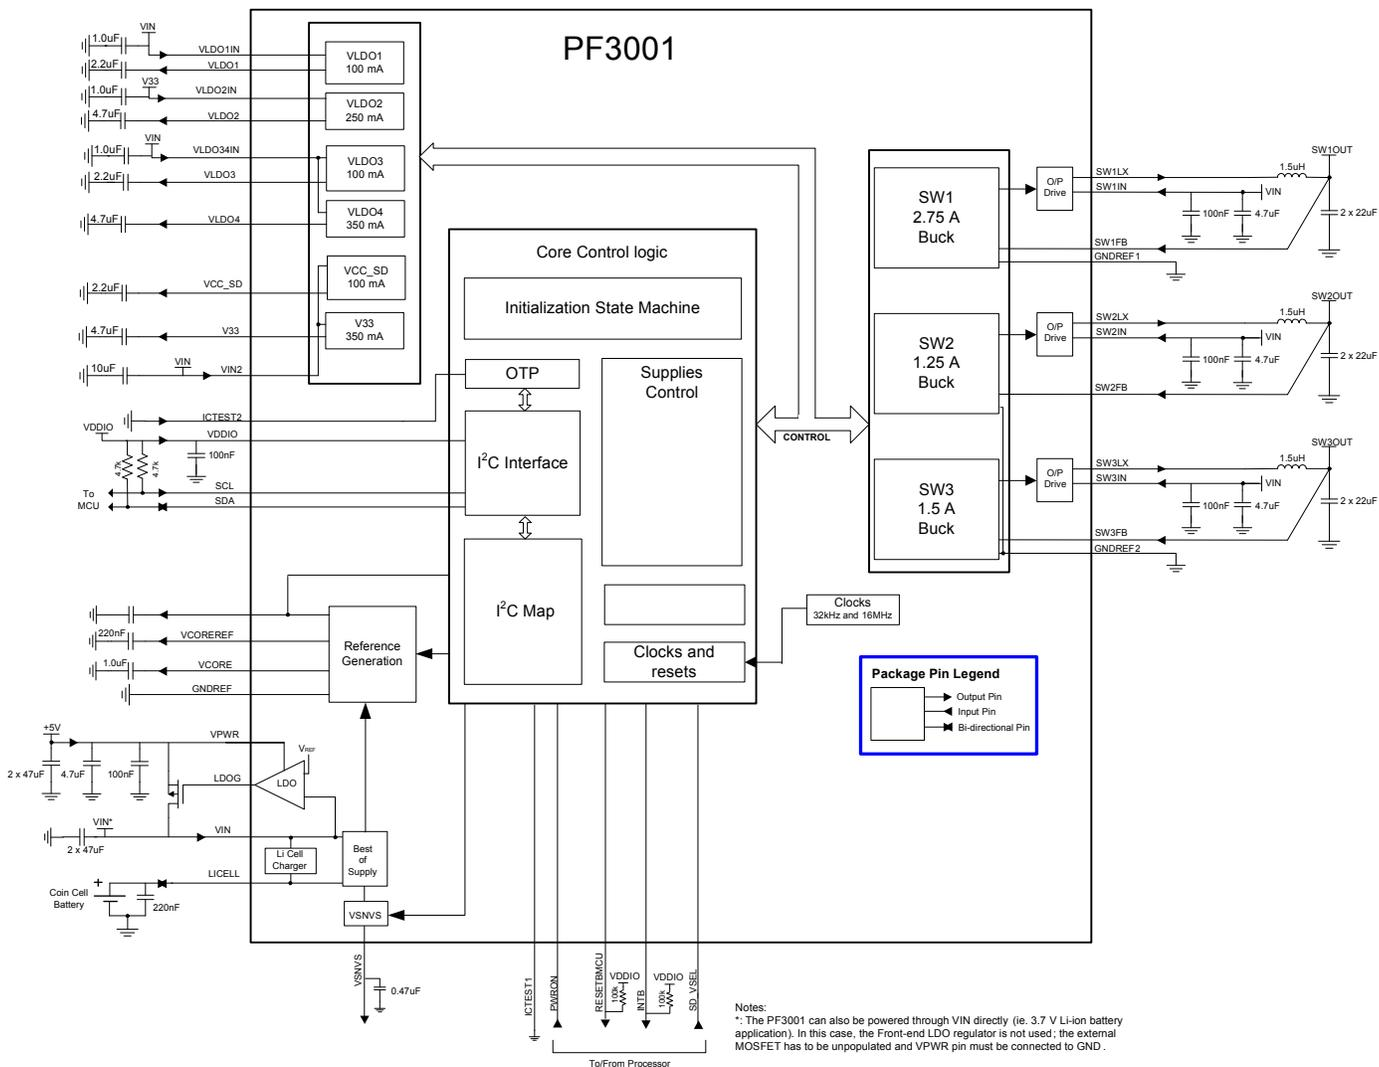 PF3001
1.0uF
VIN
VLDO1IN
2.2uF
VLDO1
VLDO1
100 mA
1.0uF
V33
VLDO2IN
4.7uF
VLDO2
VLDO2
250 mA
1.0uF
VIN
VLDO34IN
2.2uF
VLDO3
VLDO3
100 mA
4.7uF
VLDO4
VLDO4
350 mA
2.2uF
VCC_SD
VCC_SD
100 mA
4.7uF
V33
V33
350 mA
10uF
VIN
VIN2
ICTEST2
VDDIO
VDDIO
100nF
4.7k
4.7k
To
MCU
SCL
SDA
Core Control logic
Initialization State Machine
OTP
I²C Interface
I²C Map
Supplies
Control
Clocks and
resets
Clocks
32kHz and 16MHz
CONTROL
SW1
2.75 A
Buck
O/P
Drive
SW1LX
SW1IN
SW1FB
GNDREF1
1.5uH
SW1OUT
VIN
100nF
4.7uF
2 x 22uF
SW2
1.25 A
Buck
O/P
Drive
SW2LX
SW2IN
SW2FB
1.5uH
SW2OUT
VIN
100nF
4.7uF
2 x 22uF
SW3
1.5 A
Buck
O/P
Drive
SW3LX
SW3IN
SW3FB
GNDREF2
1.5uH
SW3OUT
VIN
100nF
4.7uF
2 x 22uF
220nF
VCOREREF
1.0uF
VCORE
GNDREF
Reference
Generation
+5V
VPWR
2 x 47uF
4.7uF
100nF
LDOG
LDO
VREF
VIN*
VIN
2 x 47uF
Li Cell
Charger
Best
of
Supply
LICELL
Coin Cell
Battery
+
220nF
VSNVS
VSNVS
0.47uF
ICTEST1
PWRON
RESETBMCU
VDDIO
100k
INTB
VDDIO
100k
SD_VSEL
To/From Processor
Package Pin Legend
Output Pin
Input Pin
Bi-directional Pin
Notes:
*: The PF3001 can also be powered through VIN directly (ie. 3.7 V Li-ion battery
application). In this case, the Front-end LDO regulator is not used; the external
MOSFET has to be unpopulated and VPWR pin must be connected to GND .